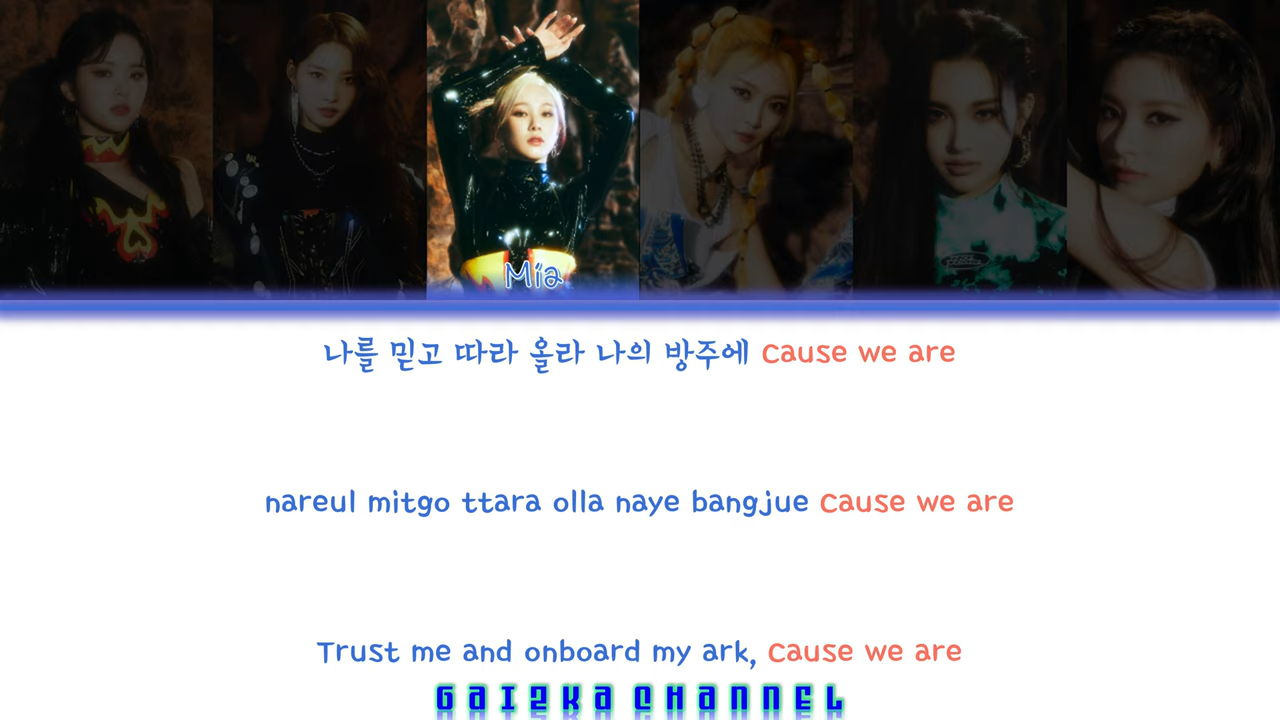 Mia
나를 믿고 따라 올라 나의 방주에 cause we are
nareul mitgo ttara olla naye bangjue cause we are
Trust me and onboard my ark, cause we are
GaIZKa CHaNNEL